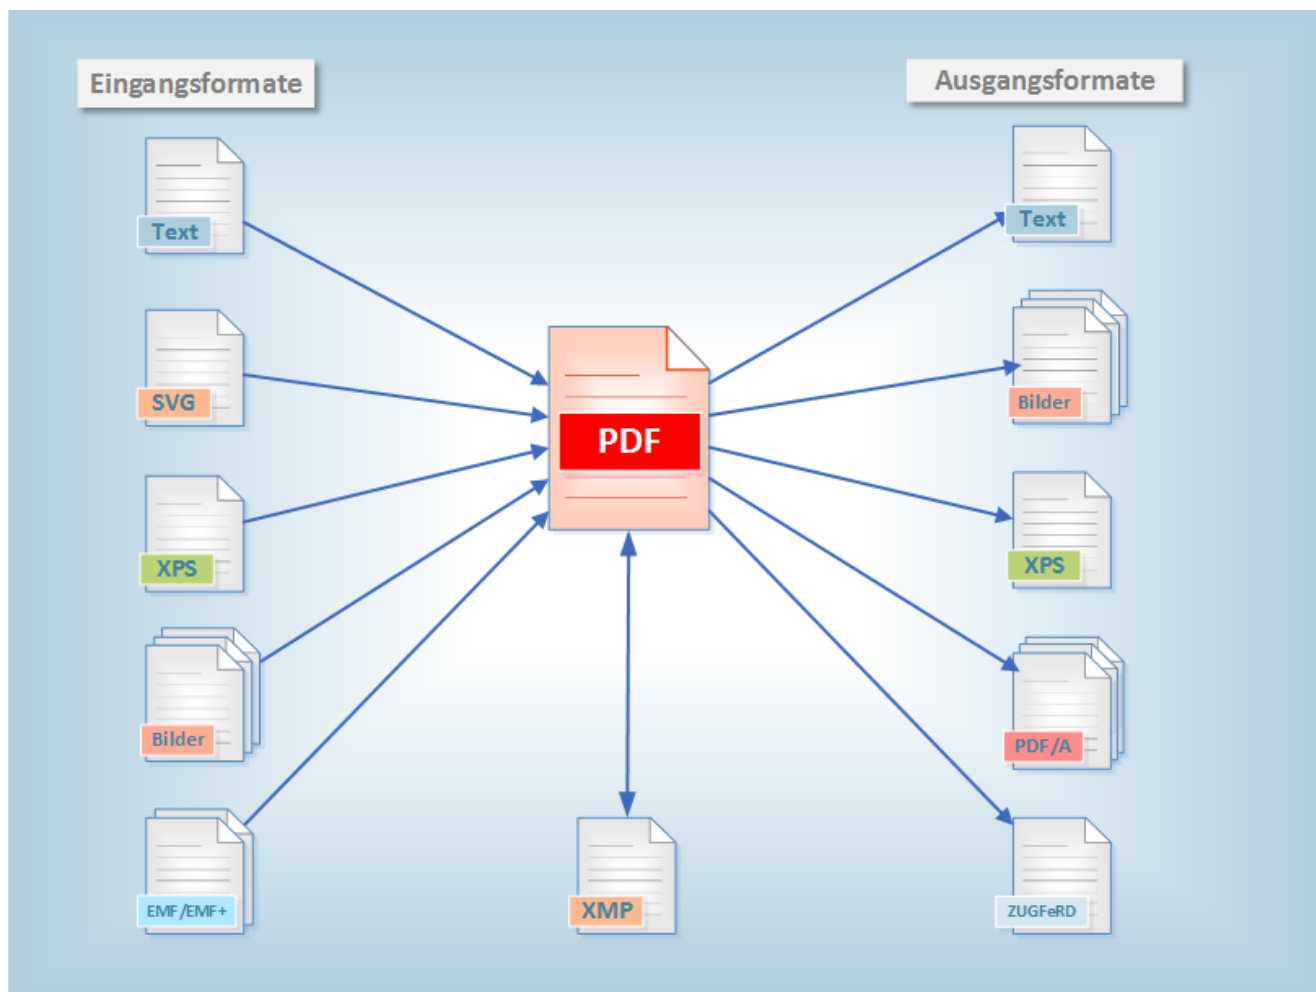 Eingangsformate
Ausgangsformate
Text
Text
SVG
Bilder
PDF
XPS
XPS
Bilder
PDF/A
EMF/EMF+
XMP
ZUGFeRD